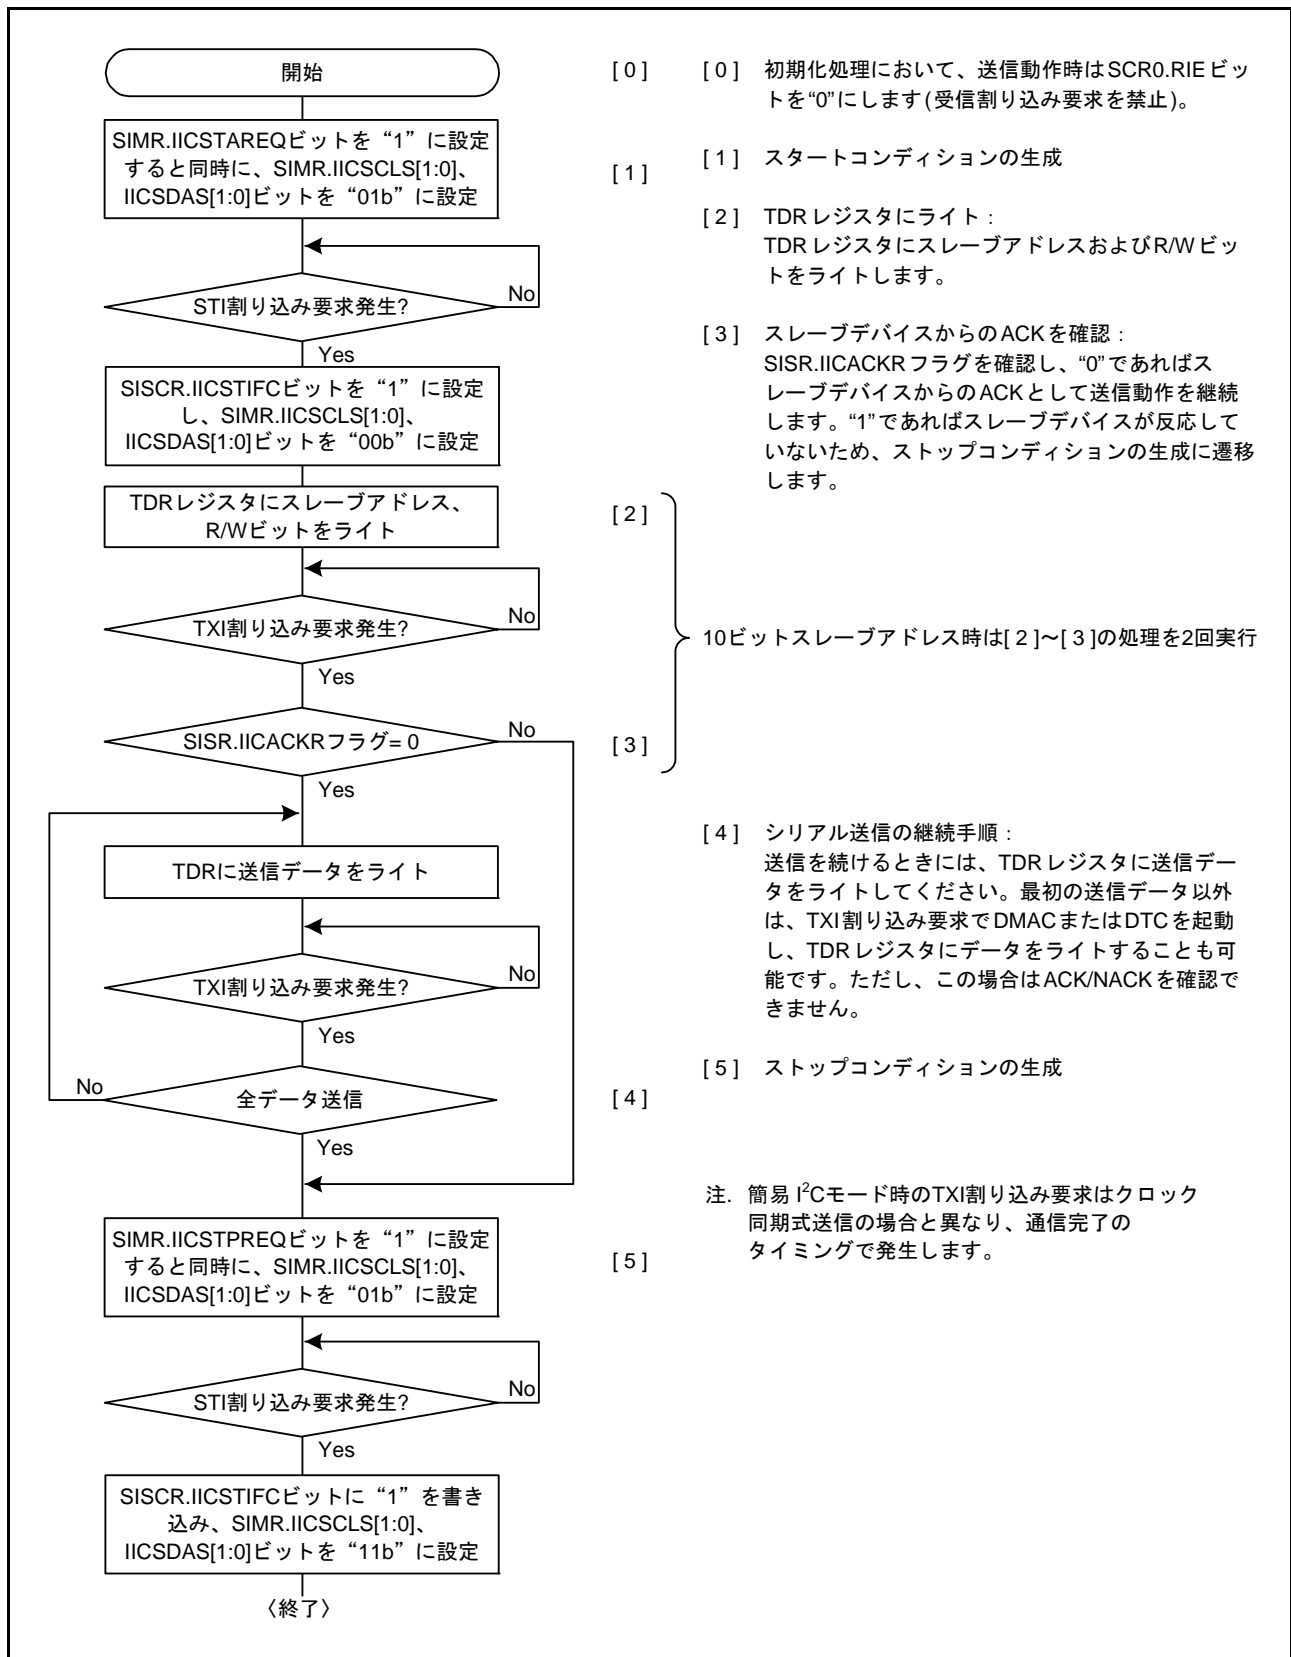 開始
SIMR.IICSTAREQビットを“1”に設定
すると同時に、SIMR.IICSCLS[1:0]、
IICSDAS[1:0]ビットを“01b”に設定
STI割り込み要求発生?
No
Yes
SISCR.IICSTIFCビットを“1”に設定
し、SIMR.IICSCLS[1:0]、
IICSDAS[1:0]ビットを“00b”に設定
TDRレジスタにスレーブアドレス、
R/Wビットをライト
TXI割り込み要求発生?
No
Yes
SISR.IICACKRフラグ= 0
No
Yes
TDRに送信データをライト
TXI割り込み要求発生?
No
Yes
全データ送信
No
Yes
SIMR.IICSTPREQビットを“1”に設定
すると同時に、SIMR.IICSCLS[1:0]、
IICSDAS[1:0]ビットを“01b”に設定
STI割り込み要求発生?
No
Yes
SISCR.IICSTIFCビットに“1”を書き
込み、SIMR.IICSCLS[1:0]、
IICSDAS[1:0]ビットを“11b”に設定
〈終了〉
[ 0 ]
[ 1 ]
[ 2 ]
[ 3 ]
[ 4 ]
[ 5 ]
10ビットスレーブアドレス時は[ 2 ]～[ 3 ]の処理を2回実行
[ 0 ] 初期化処理において、送信動作時はSCR0.RIEビッ
トを“0”にします(受信割り込み要求を禁止)。
[ 1 ] スタートコンディションの生成
[ 2 ] TDRレジスタにライト：
TDRレジスタにスレーブアドレスおよびR/Wビッ
トをライトします。
[ 3 ] スレーブデバイスからのACKを確認：
SISR.IICACKRフラグを確認し、“0”であればス
レーブデバイスからのACKとして送信動作を継続
します。“1”であればスレーブデバイスが反応して
いないため、ストップコンディションの生成に遷移
します。
[ 4 ] シリアル送信の継続手順：
送信を続けるときには、TDRレジスタに送信デー
タをライトしてください。最初の送信データ以外
は、TXI割り込み要求でDMACまたはDTCを起動
し、TDRレジスタにデータをライトすることも可
能です。ただし、この場合はACK/NACKを確認で
きません。
[ 5 ] ストップコンディションの生成
注. 簡易I²Cモード時のTXI割り込み要求はクロック
同期式送信の場合と異なり、通信完了の
タイミングで発生します。